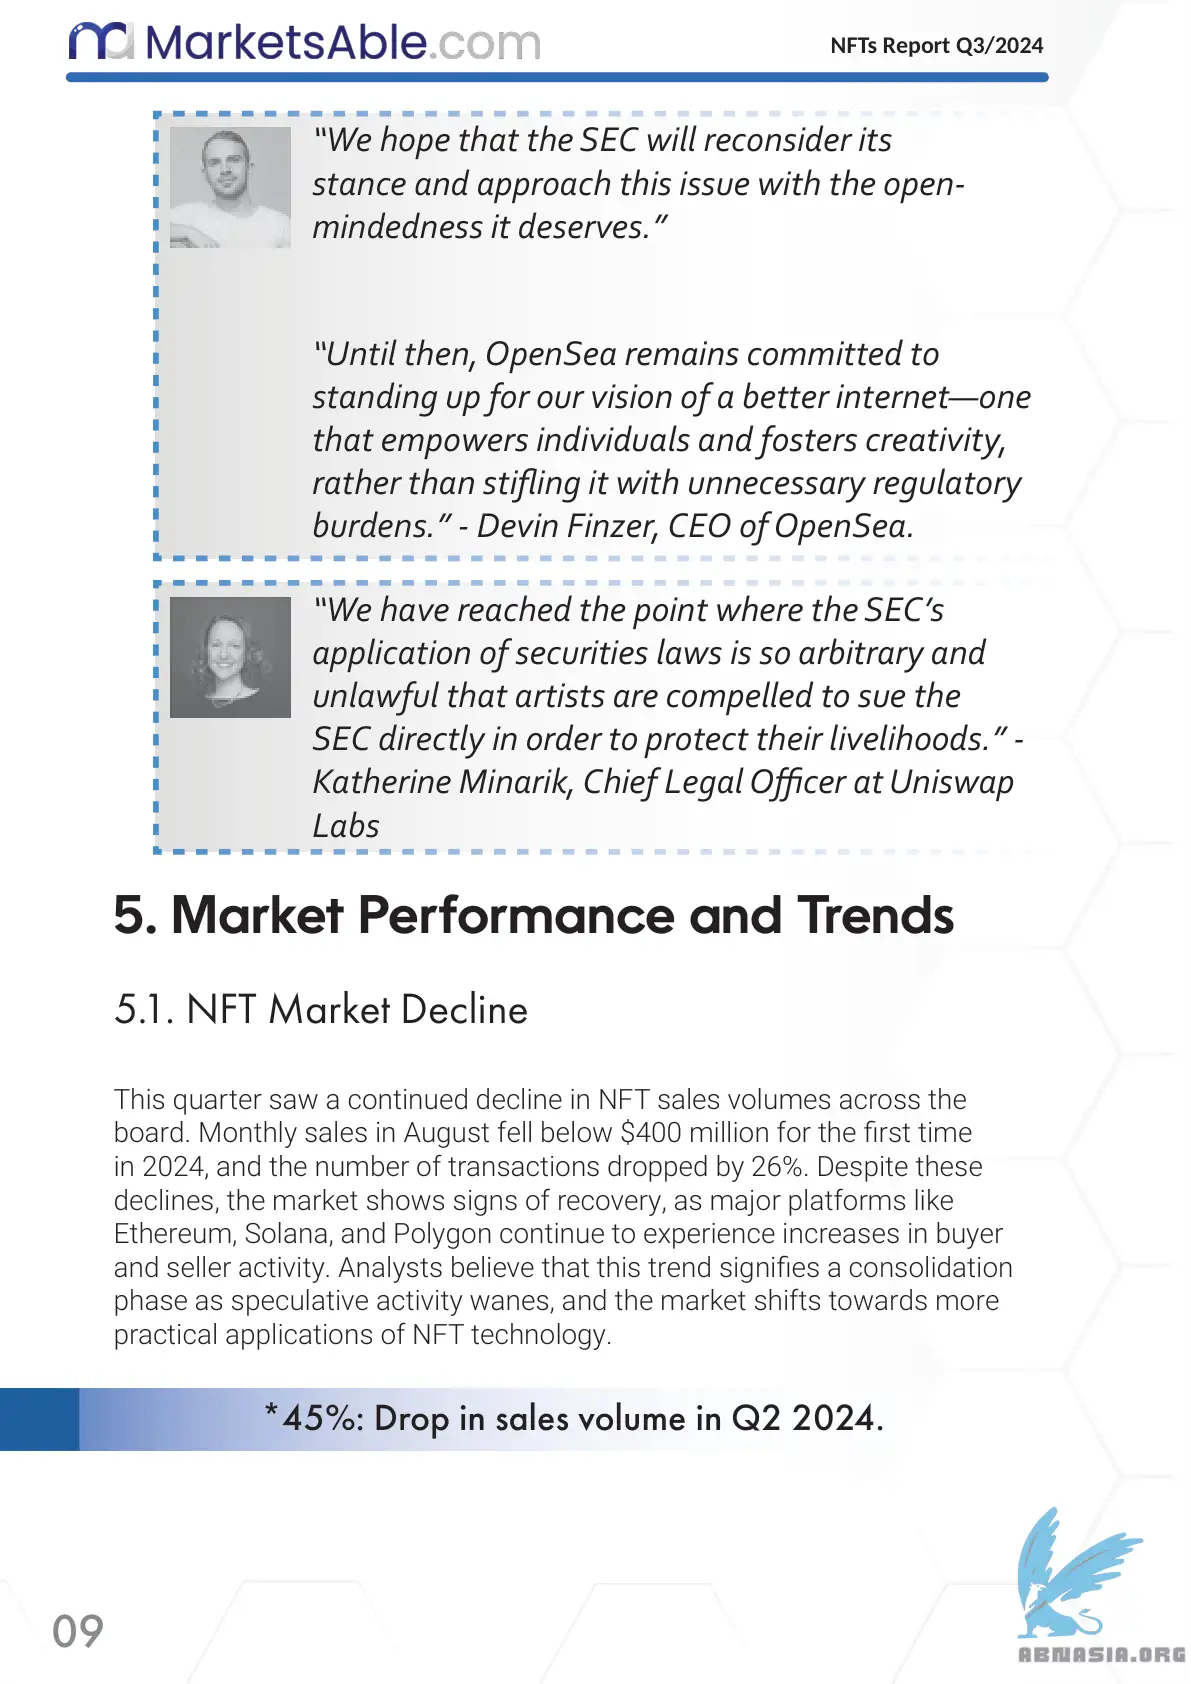 MarketsAble.com
NFTs Report Q3/2024
“We hope that the SEC will reconsider its
stance and approach this issue with the open-
mindedness it deserves.”
“Until then, OpenSea remains committed to
standing up for our vision of a better internet—one
that empowers individuals and fosters creativity,
rather than stifling it with unnecessary regulatory
burdens.” - Devin Finzer, CEO of OpenSea.
“We have reached the point where the SEC’s
application of securities laws is so arbitrary and
unlawful that artists are compelled to sue the
SEC directly in order to protect their livelihoods.” -
Katherine Minarik, Chief Legal Officer at Uniswap
Labs
5. Market Performance and Trends
5.1. NFT Market Decline
This quarter saw a continued decline in NFT sales volumes across the
board. Monthly sales in August fell below $400 million for the first time
in 2024, and the number of transactions dropped by 26%. Despite these
declines, the market shows signs of recovery, as major platforms like
Ethereum, Solana, and Polygon continue to experience increases in buyer
and seller activity. Analysts believe that this trend signifies a consolidation
phase as speculative activity wanes, and the market shifts towards more
practical applications of NFT technology.
*45%: Drop in sales volume in Q2 2024.
09
ABNASIA.ORG